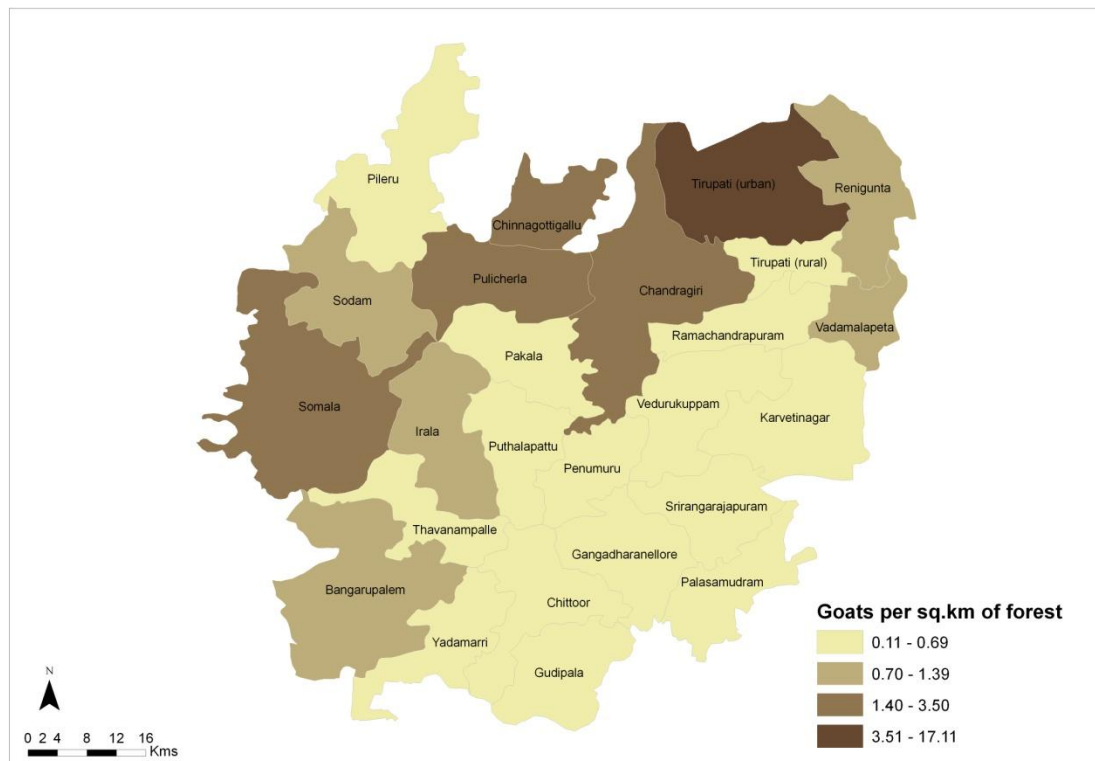 Pileru
Tirupati (urban)
Renigunta
Chinnagottigallu
Tirupati (rural)
Pulicherla
Chandragiri
Sodam
Vadamalapeta
Ramachandrapuram
Pakala
Somala
Vedurukuppam
Karvetinagar
Irala
Puthalapattu
Penumuru
Srirangarajapuram
Thavanampalle
Gangadharanellore
Palasamudram
Bangarupalem
Chittoor
Yadamarri
Gudipala
Goats per sq.km of forest
0.11 - 0.69
0.70 - 1.39
1.40 - 3.50
3.51 - 17.11
N
0 2 4 8 12 16
Kms